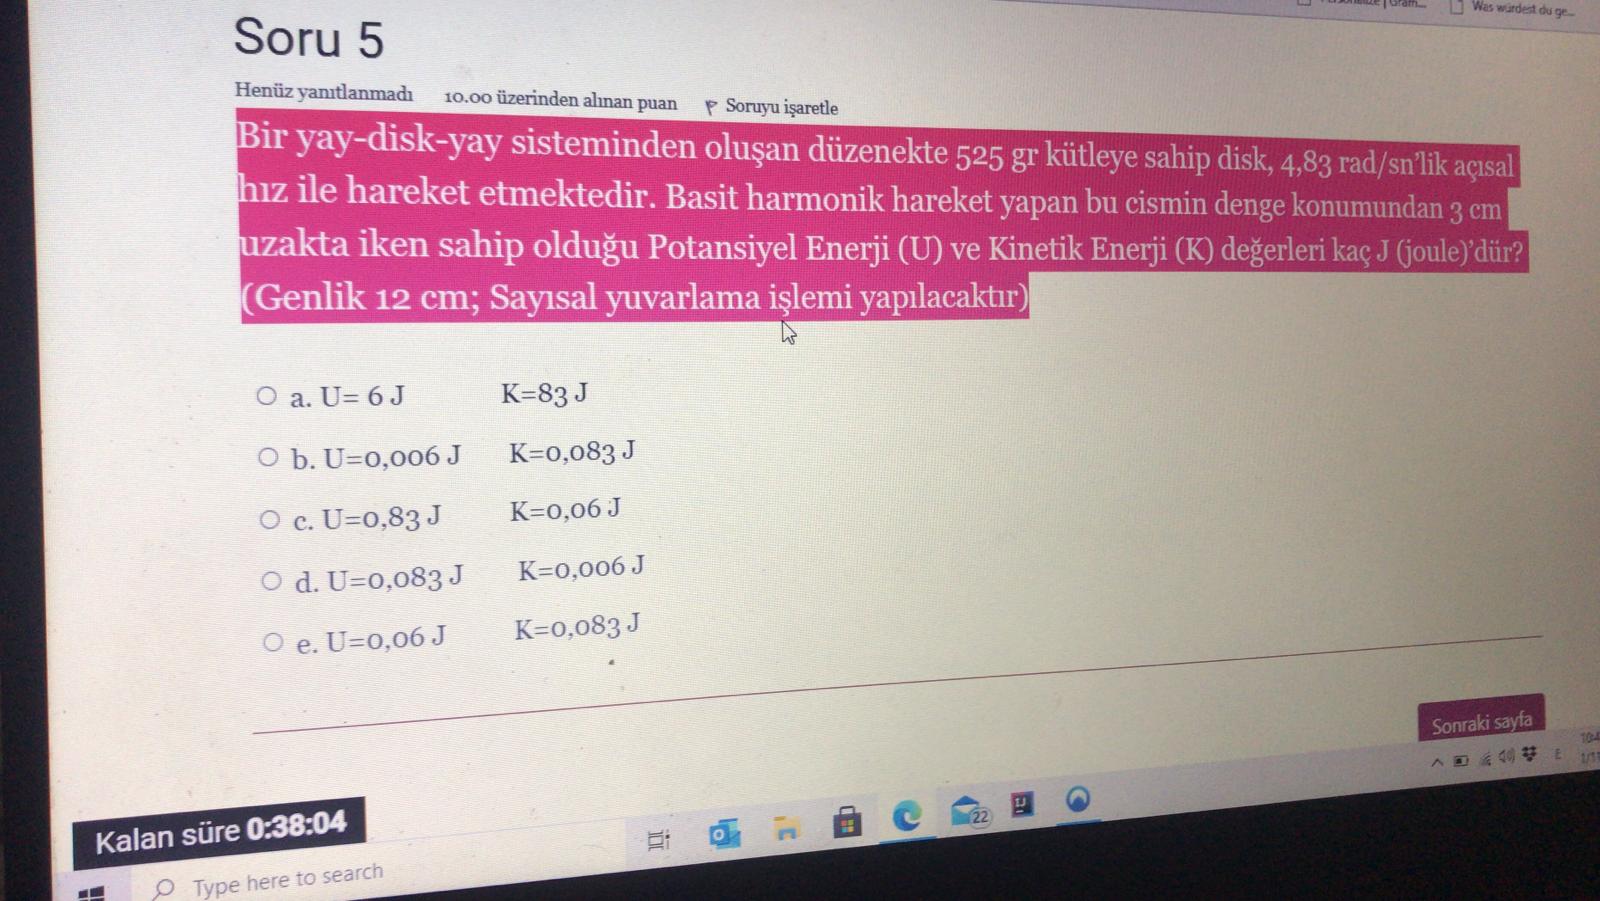 Was würdest du ge...
Soru 5
Henüz yanıtlanmadı 10.00 üzerinden alınan puan Soruyu işaretle
Bir yay-disk-yay sisteminden oluşan düzenekte 525 gr kütleye sahip disk, 4,83 rad/sn'lik açısal
hız ile hareket etmektedir. Basit harmonik hareket yapan bu cismin denge konumundan 3 cm
uzakta iken sahip olduğu Potansiyel Enerji (U) ve Kinetik Enerji (K) değerleri kaç J (joule)'dür?
(Genlik 12 cm; Sayısal yuvarlama işlemi yapılacaktır)
a. U= 6 J K=83 J
b. U=0,006 J K=0,083 J
c. U=0,83 J K=0,06 J
d. U=0,083 J K=0,006 J
e. U=0,06 J K=0,083 J
Sonraki sayfa
Kalan süre 0:38:04
22
Type here to search